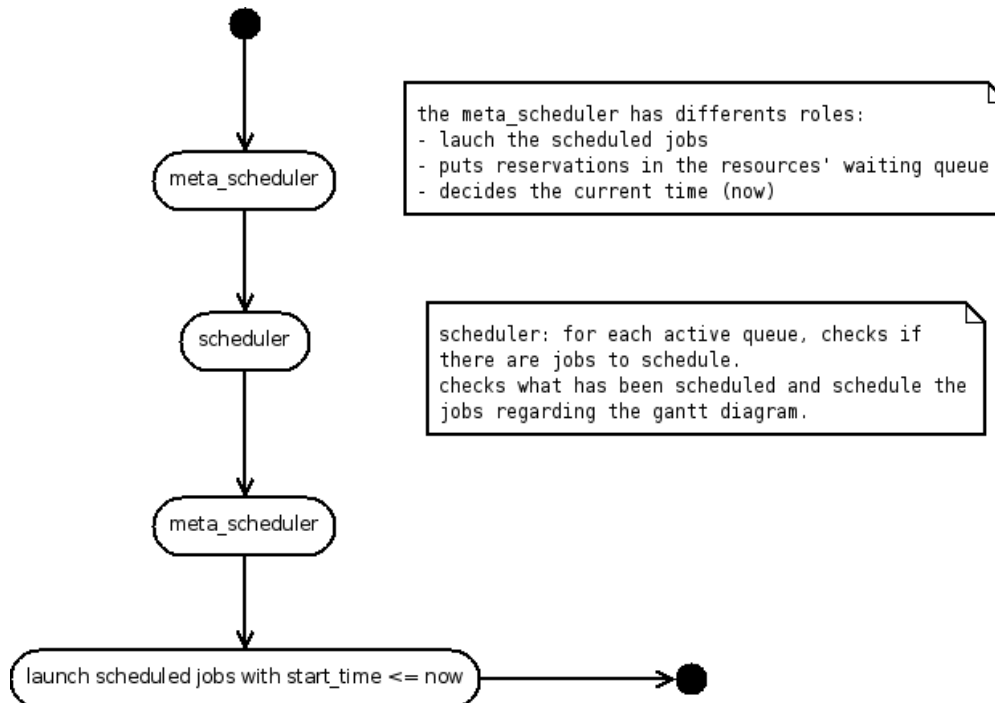 meta_scheduler
the meta_scheduler has differents roles:
- lauch the scheduled jobs
- puts reservations in the resources' waiting queue
- decides the current time (now)
scheduler
scheduler: for each active queue, checks if
there are jobs to schedule.
checks what has been scheduled and schedule the
jobs regarding the gantt diagram.
meta_scheduler
launch scheduled jobs with start_time <= now